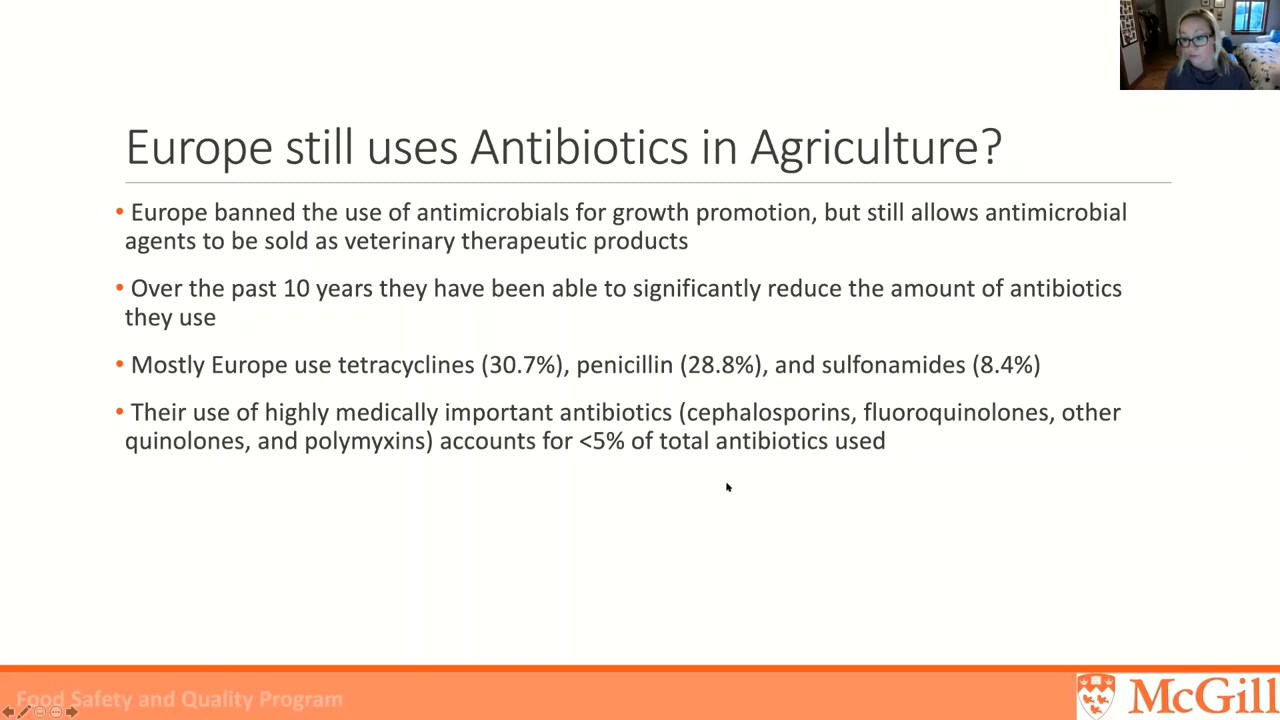 Europe still uses Antibiotics in Agriculture?
• Europe banned the use of antimicrobials for growth promotion, but still allows antimicrobial
agents to be sold as veterinary therapeutic products
• Over the past 10 years they have been able to significantly reduce the amount of antibiotics
they use
• Mostly Europe use tetracyclines (30.7%), penicillin (28.8%), and sulfonamides (8.4%)
• Their use of highly medically important antibiotics (cephalosporins, fluoroquinolones, other
quinolones, and polymyxins) accounts for <5% of total antibiotics used
Food Safety and Quality Program
McGill